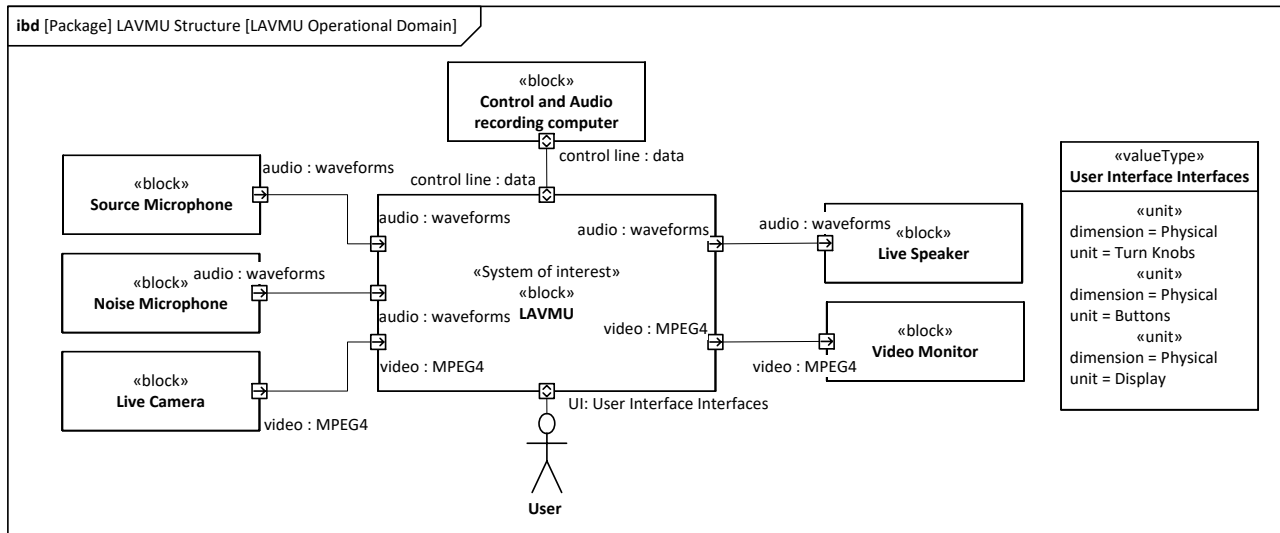 ibd [Package] LAVMU Structure [LAVMU Operational Domain]
«block»
Control and Audio
recording computer
control line : data
control line : data
«block»
Source Microphone
audio : waveforms
audio : waveforms
«block»
Noise Microphone
audio : waveforms
audio : waveforms
«block»
Live Camera
video : MPEG4
video : MPEG4
«System of interest»
«block»
LAVMU
audio : waveforms
audio : waveforms
«block»
Live Speaker
video : MPEG4
video : MPEG4
«block»
Video Monitor
UI: User Interface Interfaces
User
«valueType»
User Interface Interfaces
«unit»
dimension = Physical
unit = Turn Knobs
«unit»
dimension = Physical
unit = Buttons
«unit»
dimension = Physical
unit = Display